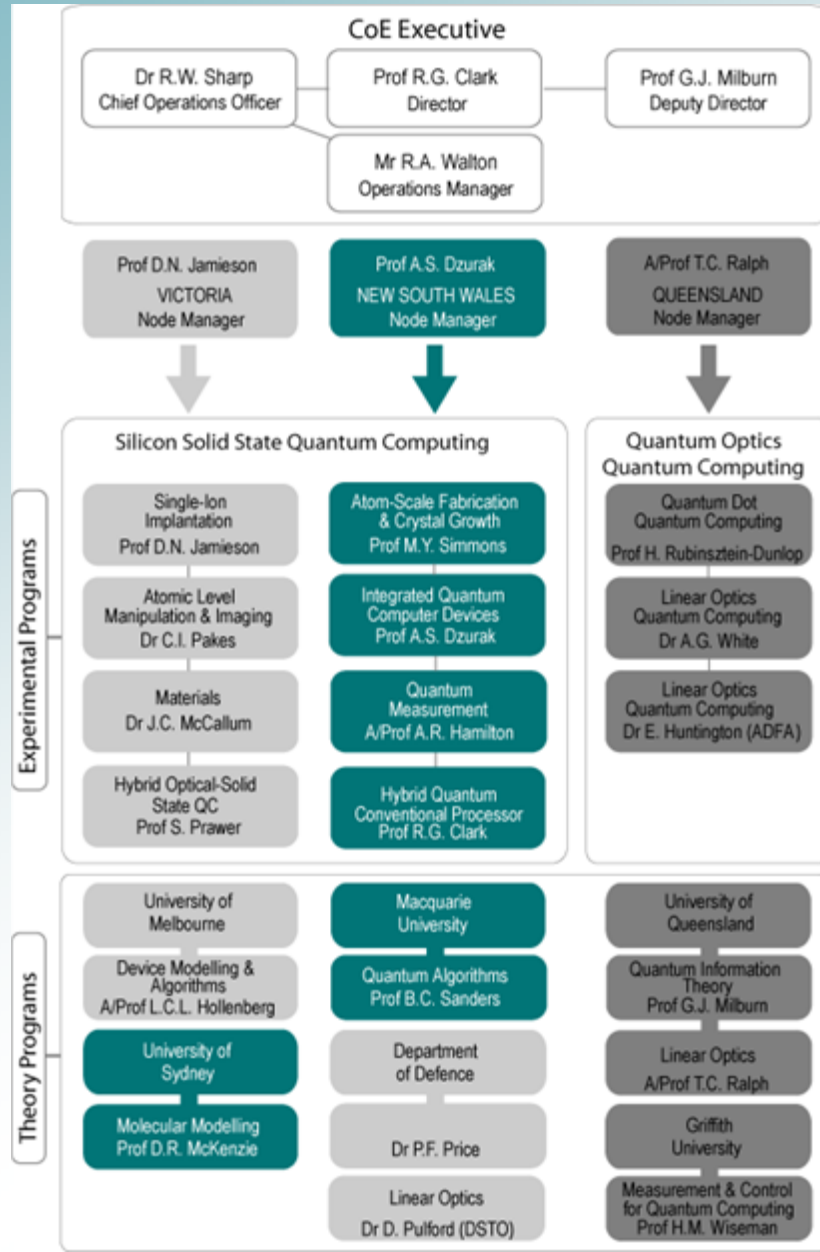 CoE Executive
Dr R.W. Sharp
Chief Operations Officer
Prof R.G. Clark
Director
Prof G.J. Milburn
Deputy Director
Mr R.A. Walton
Operations Manager
Prof D.N. Jamieson
VICTORIA
Node Manager
Prof A.S. Dzurak
NEW SOUTH WALES
Node Manager
A/Prof T.C. Ralph
QUEENSLAND
Node Manager
Experimental Programs
Silicon Solid State Quantum Computing
Single-Ion
Implantation
Prof D.N. Jamieson
Atomic Level
Manipulation & Imaging
Dr C.I. Pakes
Materials
Dr J.C. McCallum
Hybrid Optical-Solid
State QC
Prof S. Prawer
Atom-Scale Fabrication
& Crystal Growth
Prof M.Y. Simmons
Integrated Quantum
Computer Devices
Prof A.S. Dzurak
Quantum
Measurement
A/Prof A.R. Hamilton
Hybrid Quantum
Conventional Processor
Prof R.G. Clark
Quantum Optics
Quantum Computing
Quantum Dot
Quantum Computing
Prof H. Rubinsztein-Dunlop
Linear Optics
Quantum Computing
Dr A.G. White
Linear Optics
Quantum Computing
Dr E. Huntington (ADFA)
Theory Programs
University of
Melbourne
Device Modelling &
Algorithms
A/Prof L.C.L. Hollenberg
University of
Sydney
Molecular Modelling
Prof D.R. McKenzie
Macquarie
University
Quantum Algorithms
Prof B.C. Sanders
Department
of Defence
Dr P.F. Price
Linear Optics
Dr D. Pulford (DSTO)
University of
Queensland
Quantum Information
Theory
Prof G.J. Milburn
Linear Optics
A/Prof T.C. Ralph
Griffith
University
Measurement & Control
for Quantum Computing
Prof H.M. Wiseman